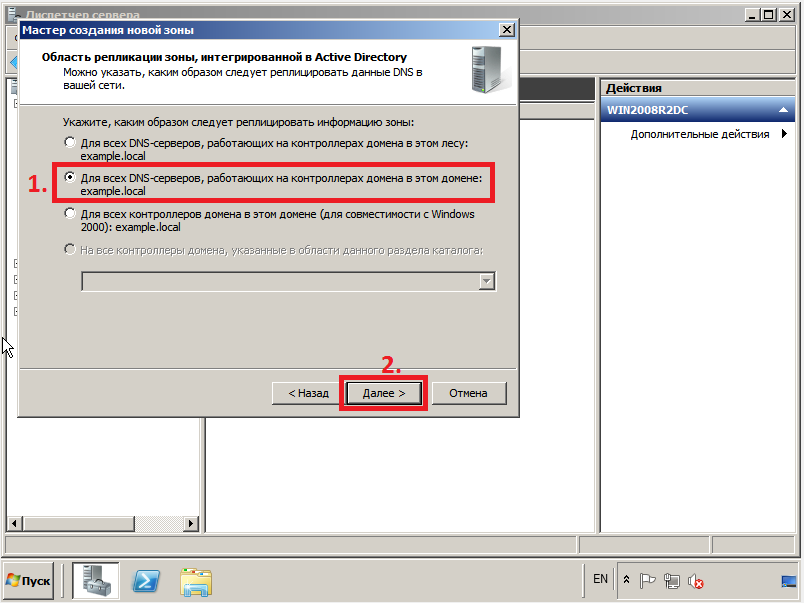 Диспетчер сервера
Мастер создания новой зоны
Область репликации зоны, интегрированной в Active Directory
Можно указать, каким образом следует реплицировать данные DNS в
вашей сети.
Укажите, каким образом следует реплицировать информацию зоны:
Для всех DNS-серверов, работающих на контроллерах домена в этом лесу:
example.local
1.
Для всех DNS-серверов, работающих на контроллерах домена в этом домене:
example.local
Для всех контроллеров домена в этом домене (для совместимости с Windows
2000): example.local
На все контроллеры домена, указанные в области данного раздела каталога:
2.
< Назад
Далее >
Отмена
Действия
WIN2008R2DC
Дополнительные действия
Пуск
EN